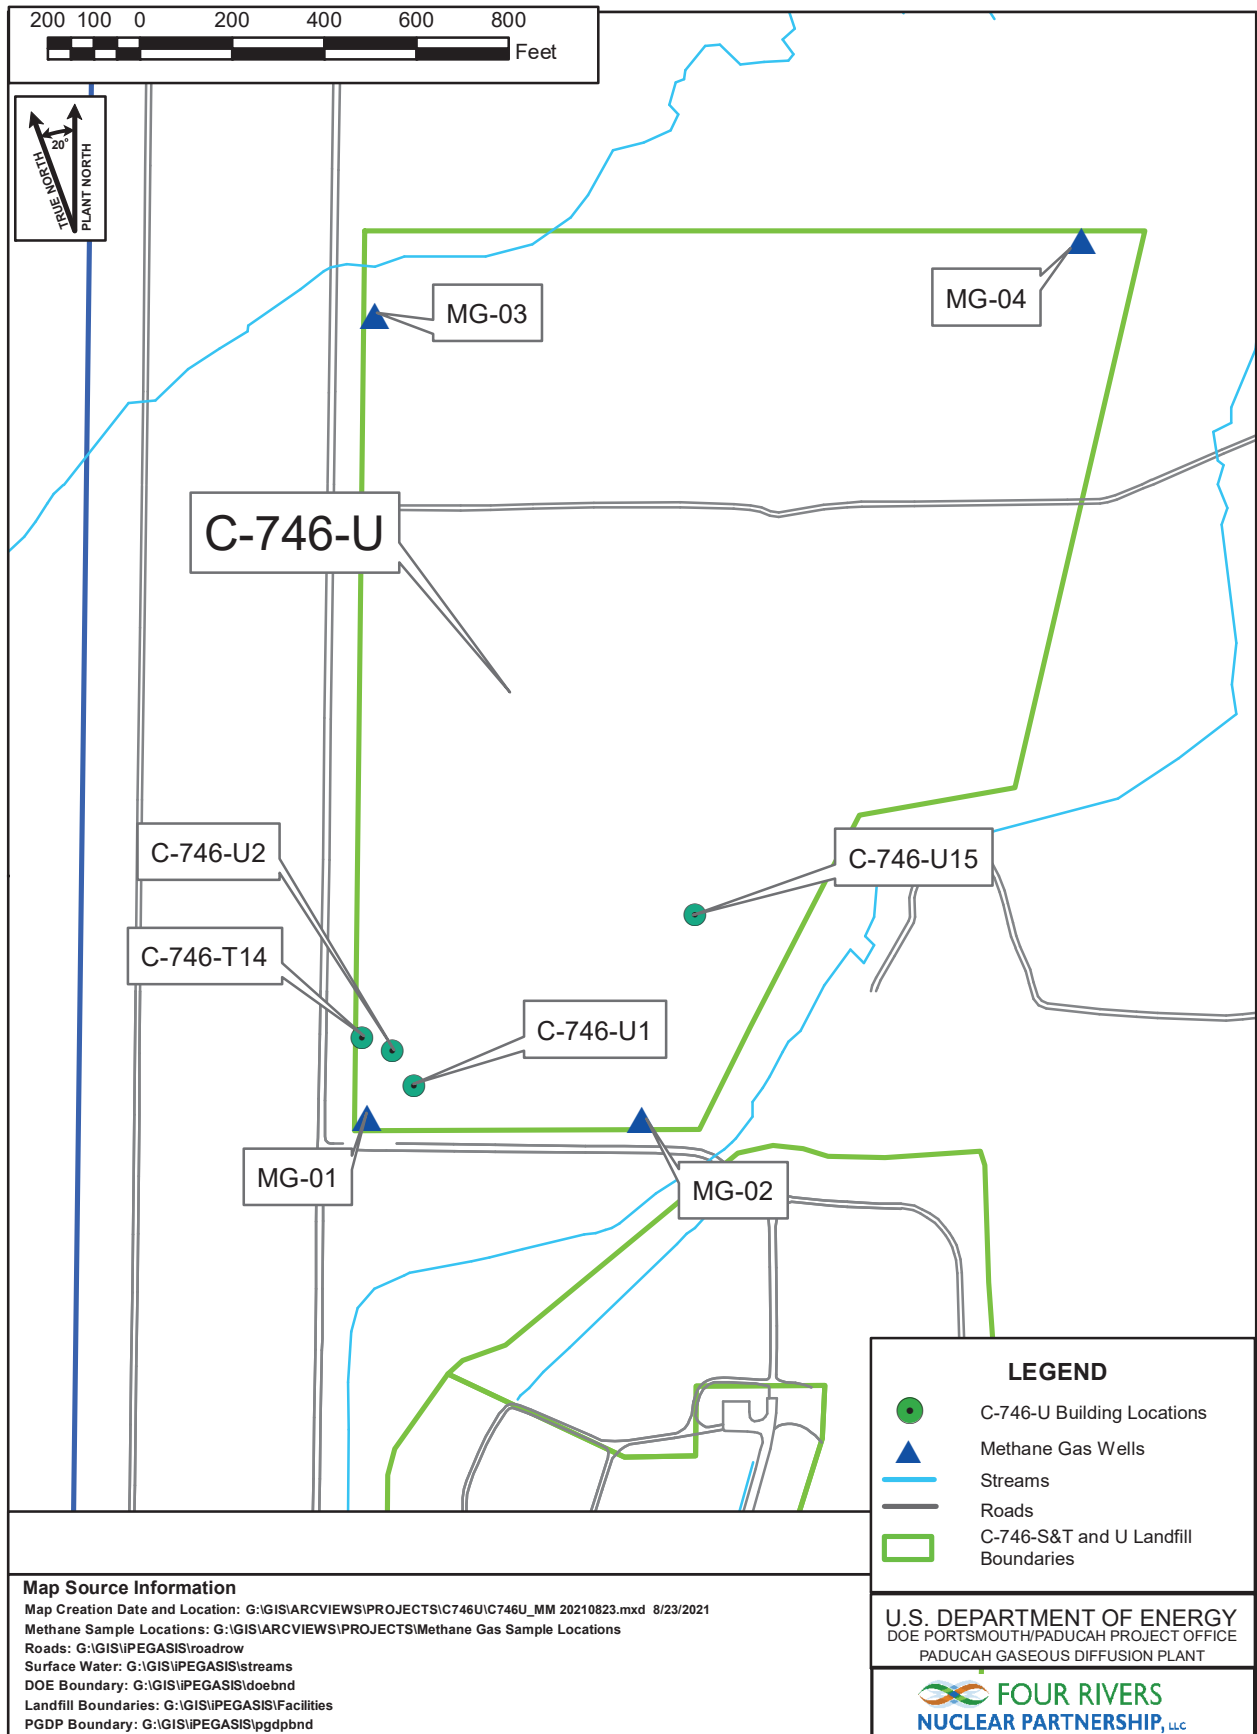 200 100 0 200 400 600 800
Feet
20°
TRUE NORTH
PLANT NORTH
MG-03
MG-04
C-746-U
C-746-U2
C-746-U15
C-746-T14
C-746-U1
MG-01
MG-02
LEGEND
C-746-U Building Locations
Methane Gas Wells
Streams
Roads
C-746-S&T and U Landfill
Boundaries
Map Source Information
Map Creation Date and Location: G:\GIS\ARCVIEWS\PROJECTS\C746U\C746U_MM 20210823.mxd 8/23/2021
Methane Sample Locations: G:\GIS\ARCVIEWS\PROJECTS\Methane Gas Sample Locations
Roads: G:\GIS\iPEGASIS\roadrow
Surface Water: G:\GIS\iPEGASIS\streams
DOE Boundary: G:\GIS\iPEGASIS\doebnd
Landfill Boundaries: G:\GIS\iPEGASIS\Facilities
PGDP Boundary: G:\GIS\iPEGASIS\pgdpbnd
U.S. DEPARTMENT OF ENERGY
DOE PORTSMOUTH/PADUCAH PROJECT OFFICE
PADUCAH GASEOUS DIFFUSION PLANT
FOUR RIVERS
NUCLEAR PARTNERSHIP, LLC